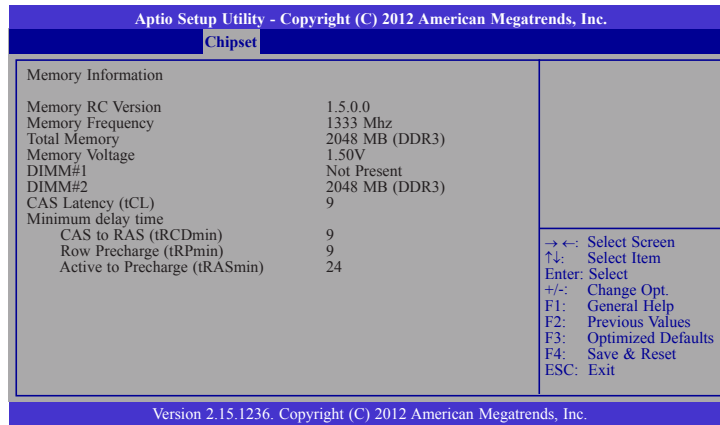 Aptio Setup Utility - Copyright (C) 2012 American Megatrends, Inc.
Chipset
Memory Information
Memory RC Version 1.5.0.0
Memory Frequency 1333 Mhz
Total Memory 2048 MB (DDR3)
Memory Voltage 1.50V
DIMM#1 Not Present
DIMM#2 2048 MB (DDR3)
CAS Latency (tCL) 9
Minimum delay time
CAS to RAS (tRCDmin) 9
Row Precharge (tRPmin) 9
Active to Precharge (tRASmin) 24
→ ←: Select Screen
↑↓: Select Item
Enter: Select
+/-: Change Opt.
F1: General Help
F2: Previous Values
F3: Optimized Defaults
F4: Save & Reset
ESC: Exit
Version 2.15.1236. Copyright (C) 2012 American Megatrends, Inc.